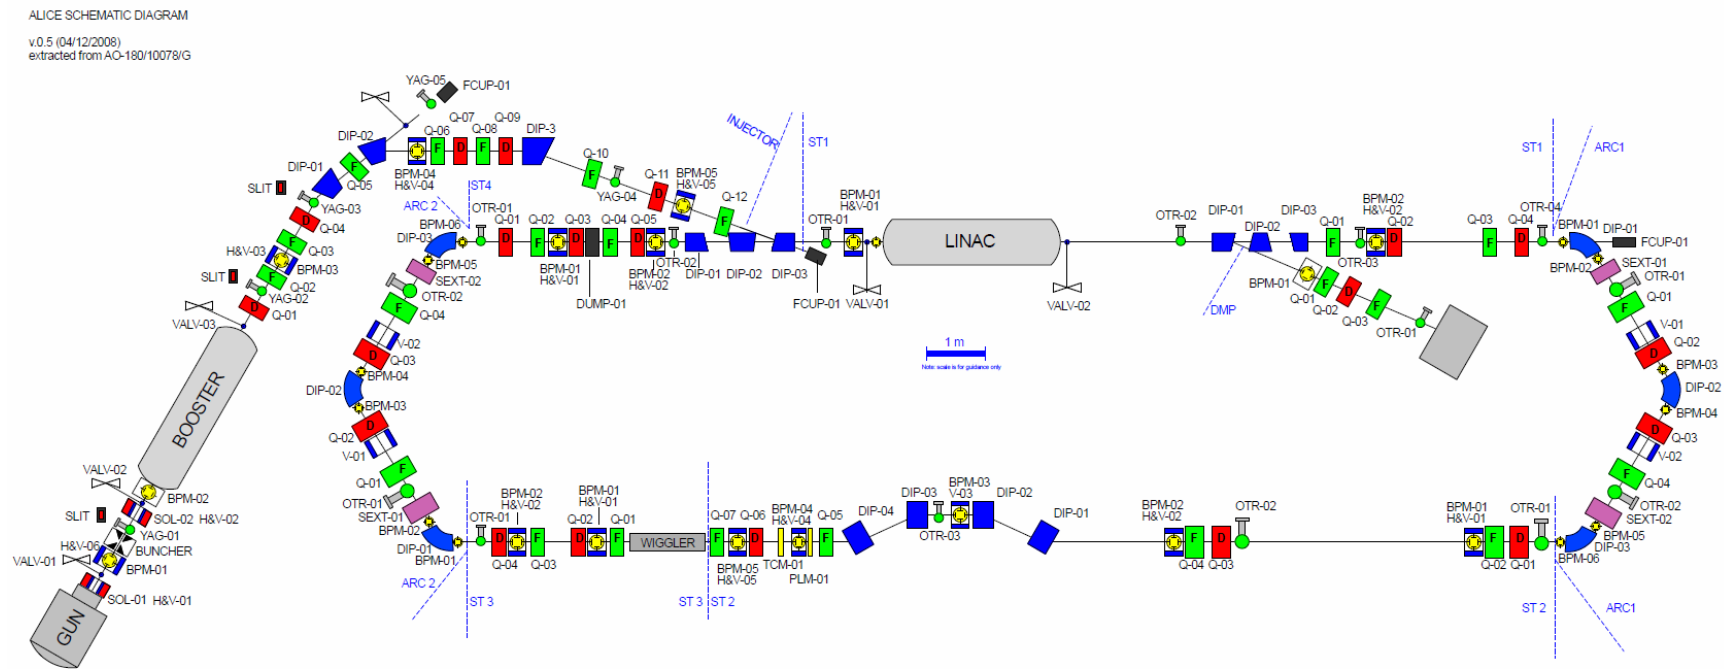 ALICE SCHEMATIC DIAGRAM
v.0.5 (04/12/2008)
extracted from AO-180/10078/G
YAG-05
FCUP-01
Q-07
Q-09
Q-06
Q-08
DIP-3
DIP-02
INJECTOR
ST1
F
D
F
D
DIP-01
F
Q-05
BPM-04
H&V-04
Q-10
F
YAG-04
Q-11
D
BPM-05
H&V-05
Q-12
F
SLIT
YAG-03
D
Q-04
H&V-03
F
Q-03
BPM-03
SLIT
F
Q-02
YAG-02
D
Q-01
VALV-03
BOOSTER
VALV-02
BPM-02
SLIT
SOL-02
H&V-02
YAG-01
H&V-06
BUNCHER
VALV-01
BPM-01
SOL-01
H&V-01
GUN
ST4
ARC 2
BPM-06
OTR-01
Q-01
Q-02
Q-03
Q-04
Q-05
D
F
D
F
D
BPM-01
H&V-01
DUMP-01
BPM-02
H&V-02
OTR-02
DIP-01
DIP-02
DIP-03
FCUP-01
OTR-01
BPM-01
H&V-01
LINAC
VALV-01
VALV-02
1 m
Note: scale is for guidance only
OTR-02
DIP-01
DIP-02
DIP-03
Q-01
F
BPM-02
H&V-02
Q-02
D
OTR-03
Q-03
F
Q-04
D
OTR-04
ST1
ARC1
BPM-01
DIP-01
FCUP-01
DMP
BPM-01
Q-01
F
Q-02
D
Q-03
F
OTR-01
BPM-02
SEXT-01
OTR-01
Q-01
F
V-01
Q-02
D
BPM-03
DIP-02
BPM-04
D
Q-03
V-02
F
Q-04
OTR-02
SEXT-02
BPM-05
DIP-03
BPM-06
ST 2
ARC1
DIP-03
BPM-05
SEXT-02
OTR-02
F
Q-04
V-02
D
Q-03
BPM-04
DIP-02
BPM-03
D
Q-02
V-01
F
Q-01
OTR-01
SEXT-01
BPM-02
DIP-01
BPM-01
ARC 2
ST 3
OTR-01
BPM-02
H&V-02
D
F
Q-04
Q-03
Q-02
D
BPM-01
H&V-01
Q-01
F
WIGGLER
ST 3
ST 2
Q-07
Q-06
F
D
BPM-05
H&V-05
BPM-04
H&V-04
TCM-01
PLM-01
Q-05
F
DIP-04
DIP-03
OTR-03
BPM-03
V-03
DIP-02
DIP-01
BPM-02
H&V-02
F
D
Q-04
Q-03
OTR-02
BPM-01
H&V-01
F
D
Q-02
Q-01
OTR-01